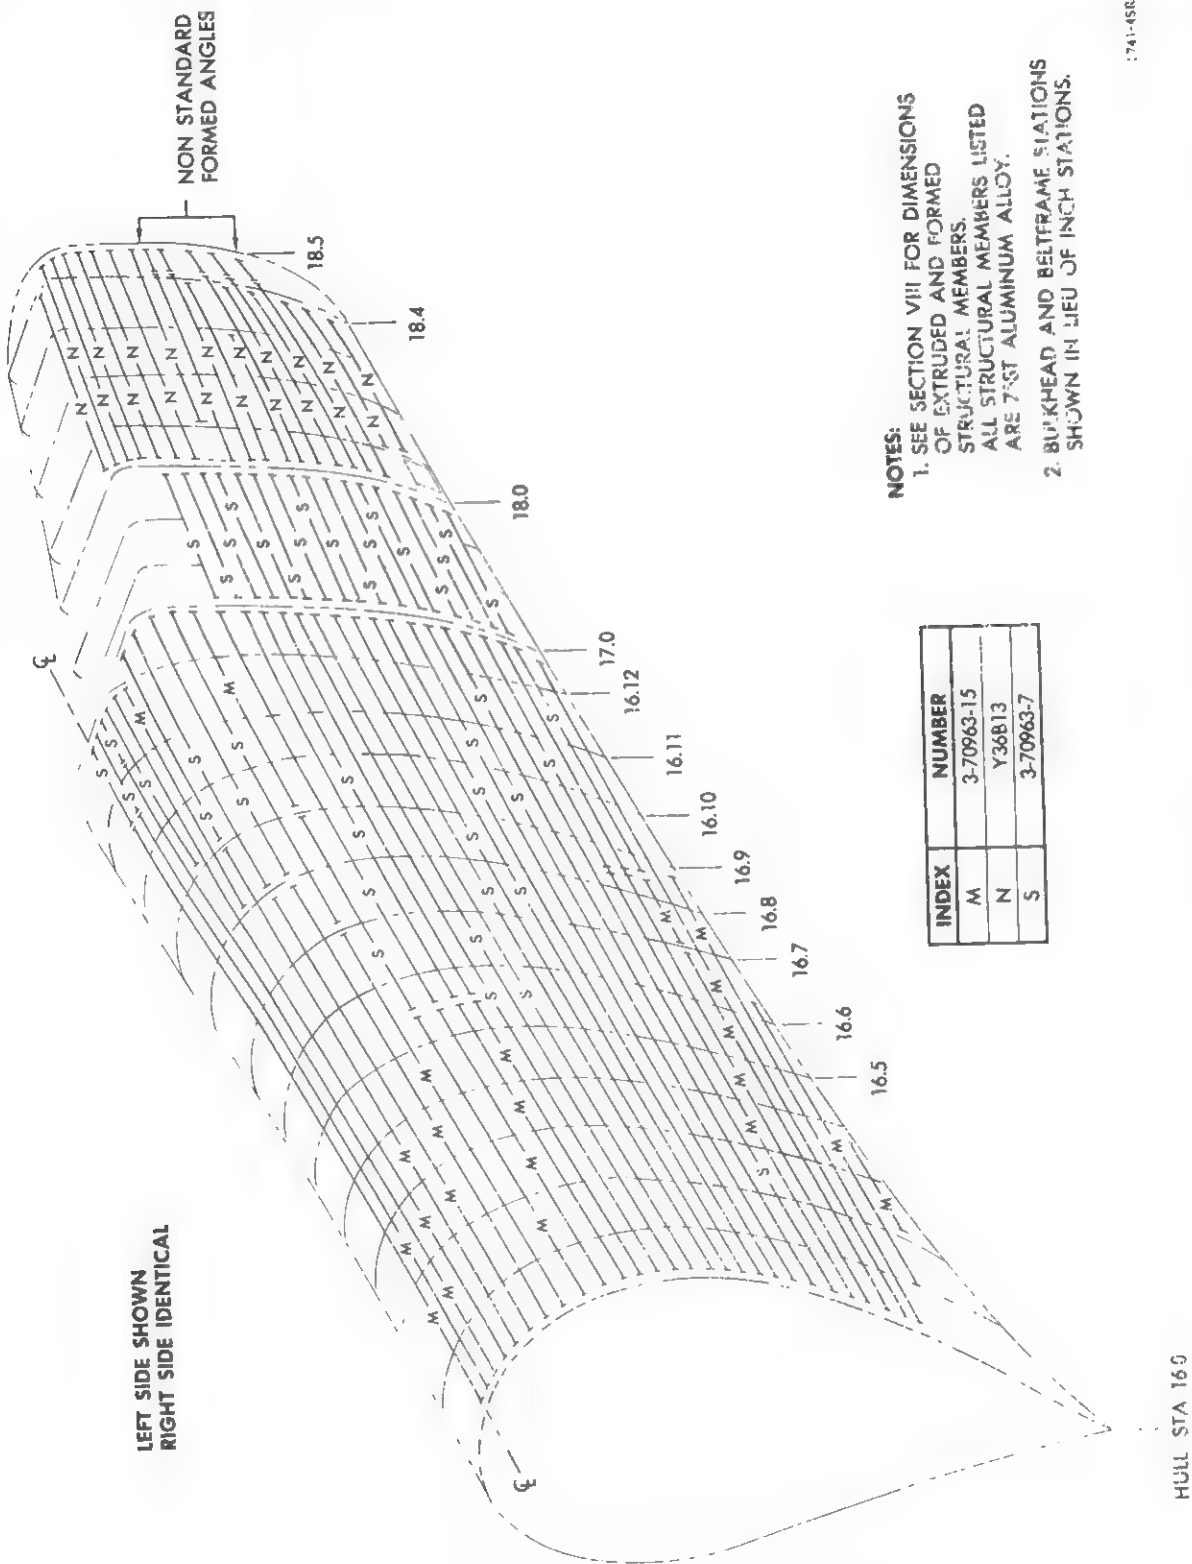 LEFT SIDE SHOWN
RIGHT SIDE IDENTICAL
NON STANDARD
FORMED ANGLES
℄
℄
N N N N N N N N
N N N N N N N N N N
S S S S
S S S S
S S S S S S
M M
S S S S
S S S
S S S S
S S S S
S S S S
S S
M M M M
M M M M
M M M M M
M M M M M M
S
M M
18.5
18.4
18.0
17.0
16.12
16.11
16.10
16.9
16.8
16.7
16.6
16.5
HULL STA 16.0
INDEX NUMBER
M 3-70963-15
N Y36B13
S 3-70963-7
NOTES:
1. SEE SECTION VIII FOR DIMENSIONS
OF EXTRUDED AND FORMED
STRUCTURAL MEMBERS.
ALL STRUCTURAL MEMBERS LISTED
ARE ALUMINUM ALLOY.
2. BULKHEAD AND BELTFRAME STATIONS
SHOWN IN LIEU OF INCH STATIONS.